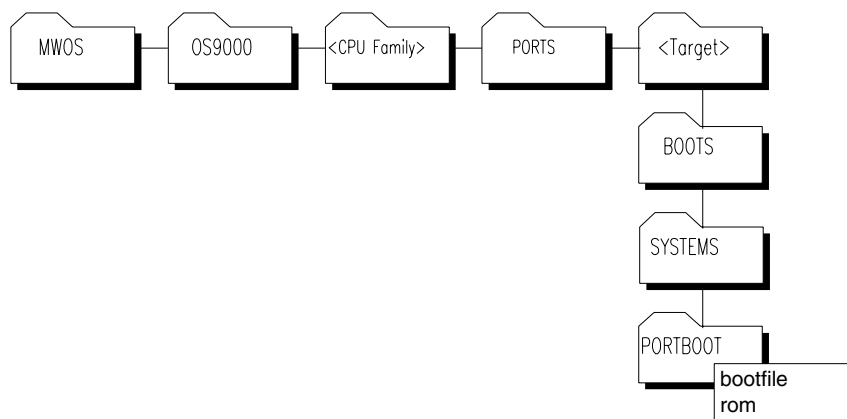 MWOS
OS9000
<CPU Family>
PORTS
<Target>
BOOTS
SYSTEMS
PORTBOOT
bootfile
rom